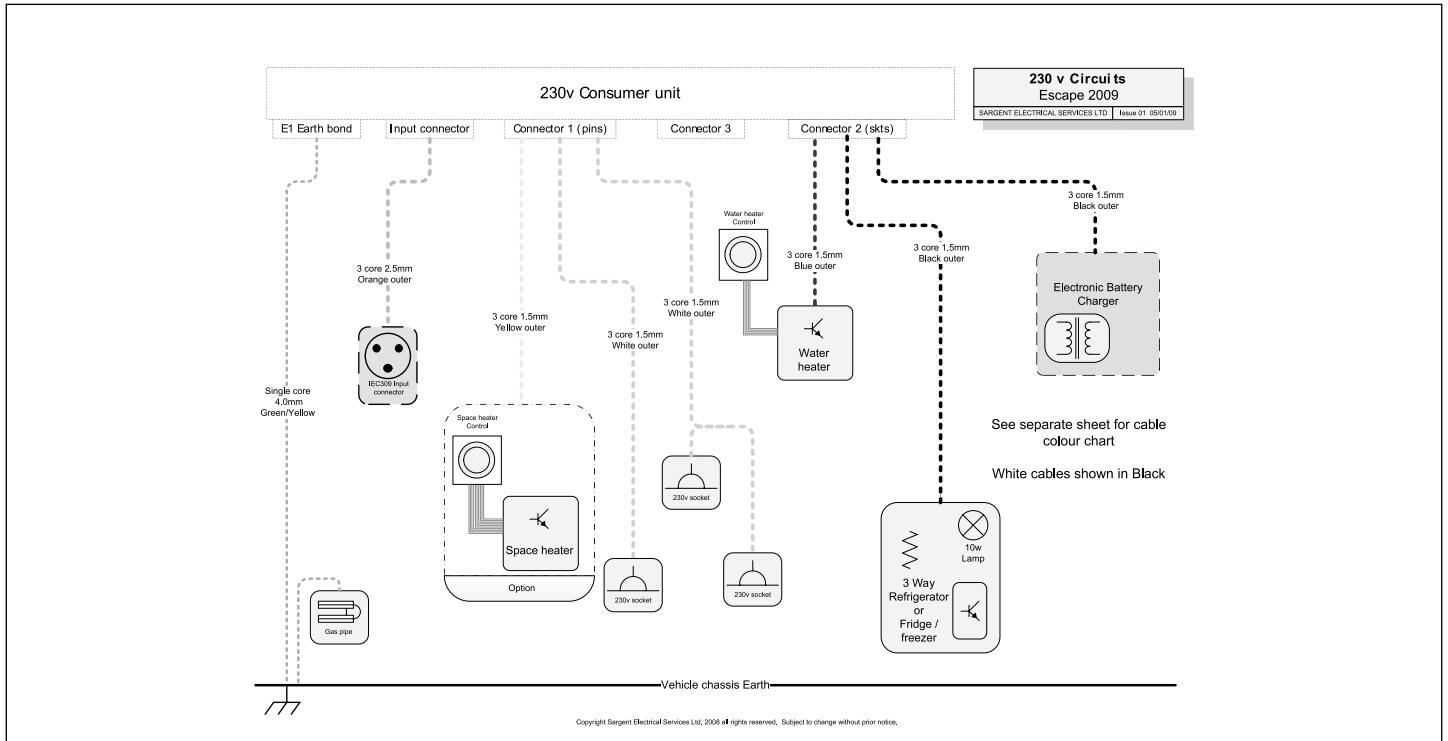 230v Consumer unit
230 v Circuits
Escape 2009
SARGENT ELECTRICAL SERVICES LTD
Issue 01 05/01/09
E1 Earth bond
Input connector
Connector 1 (pins)
Connector 3
Connector 2 (skts)
3 core 1.5mm
Black outer
Water heater
Control
3 core 1.5mm
Blue outer
3 core 1.5mm
Black outer
3 core 2.5mm
Orange outer
Electronic Battery
Charger
3 core 1.5mm
White outer
3 core 1.5mm
Yellow outer
3 core 1.5mm
White outer
Water
heater
IEC309 Input
connector
Single core
4.0mm
Green/Yellow
Space heater
Control
See separate sheet for cable
colour chart
White cables shown in Black
230v socket
Space heater
Option
230v socket
230v socket
10w
Lamp
3 Way
Refrigerator
or
Fridge /
freezer
Gas pipe
Vehicle chassis Earth
Copyright Sargent Electrical Services Ltd, 2008 all rights reserved. Subject to change without prior notice.